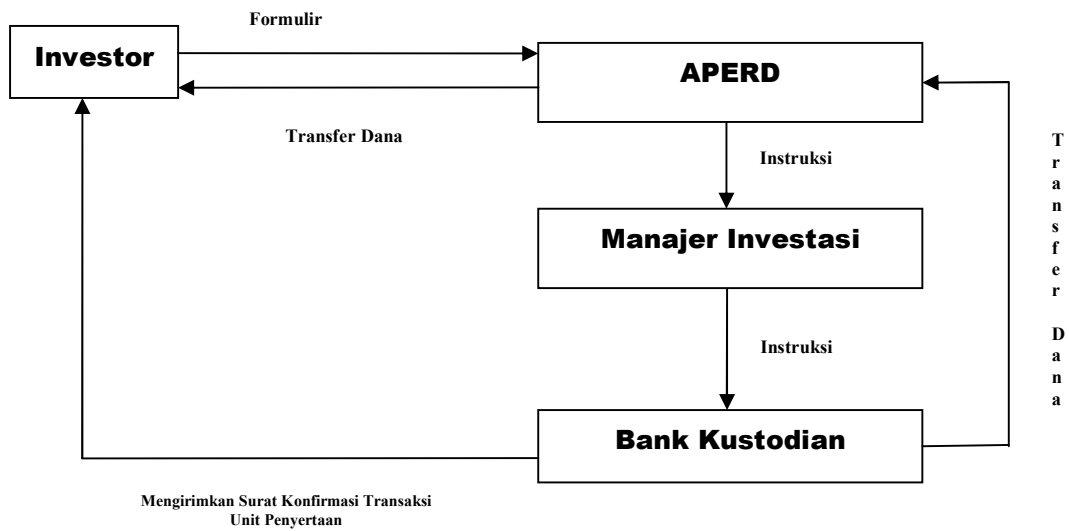 Formulir
Investor
APERD
Transfer Dana
Instruksi
Manajer Investasi
Instruksi
Bank Kustodian
Transfer Dana
Mengirimkan Surat Konfirmasi Transaksi
Unit Penyertaan